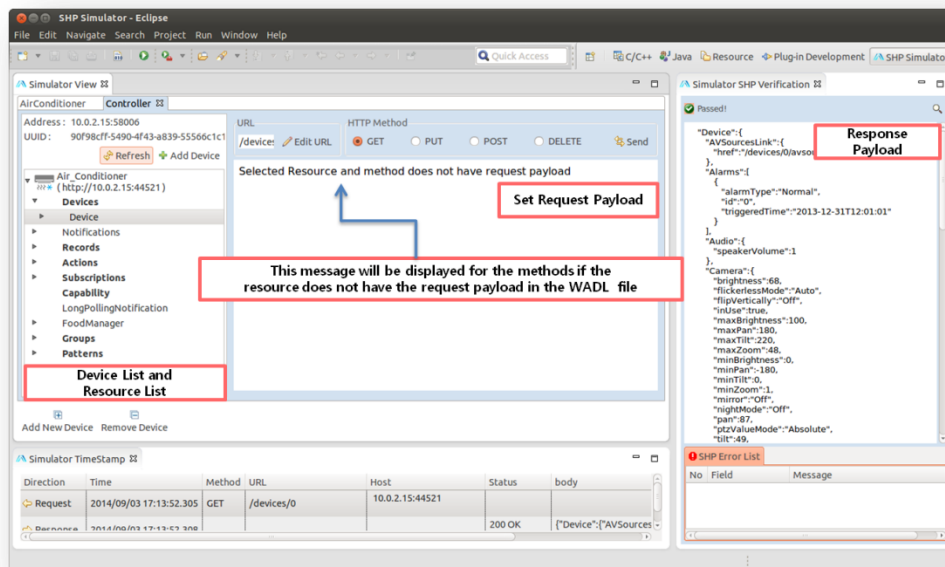 SHP Simulator - Eclipse
File Edit Navigate Search Project Run Window Help
Quick Access
C/C++ Java Resource Plug-in Development SHP Simulato
Simulator View
AirConditioner Controller
Address : 10.0.2.15:58006
UUID : 90f98cff-5490-4f43-a839-55566c1c1
Refresh Add Device
Air_Conditioner
(http://10.0.2.15:44521)
Devices
Device
Notifications
Records
Actions
Subscriptions
Capability
LongPollingNotification
FoodManager
Groups
Patterns
Device List and
Resource List
Add New Device Remove Device
URL HTTP Method
/devices Edit URL GET PUT POST DELETE Send
Selected Resource and method does not have request payload
Set Request Payload
This message will be displayed for the methods if the
resource does not have the request payload in the WADL file
Simulator SHP Verification
Passed!
Response
Payload
"Device":{
"AVSourcesLink":{
"href":"/devices/0/avsou
},
"Alarms":[
{
"alarmType":"Normal",
"id":"0",
"triggeredTime":"2013-12-31T12:01:01"
}
],
"Audio":{
"speakerVolume":1
},
"Camera":{
"brightness":68,
"flickerlessMode":"Auto",
"flipVertically":"Off",
"inUse":true,
"maxBrightness":100,
"maxPan":180,
"maxTilt":220,
"maxZoom":48,
"minBrightness":0,
"minPan":-180,
"minTilt":0,
"minZoom":1,
"mirror":"Off",
"nightMode":"Off",
"pan":87,
"ptzValueMode":"Absolute",
"tilt":49,
Simulator TimeStamp
Direction Time Method URL Host Status body
Request 2014/09/03 17:13:52.305 GET /devices/0 10.0.2.15:44521
Response 2014/09/03 17:13:52.308 200 OK {"Device":{"AVSources
SHP Error List
No Field Message